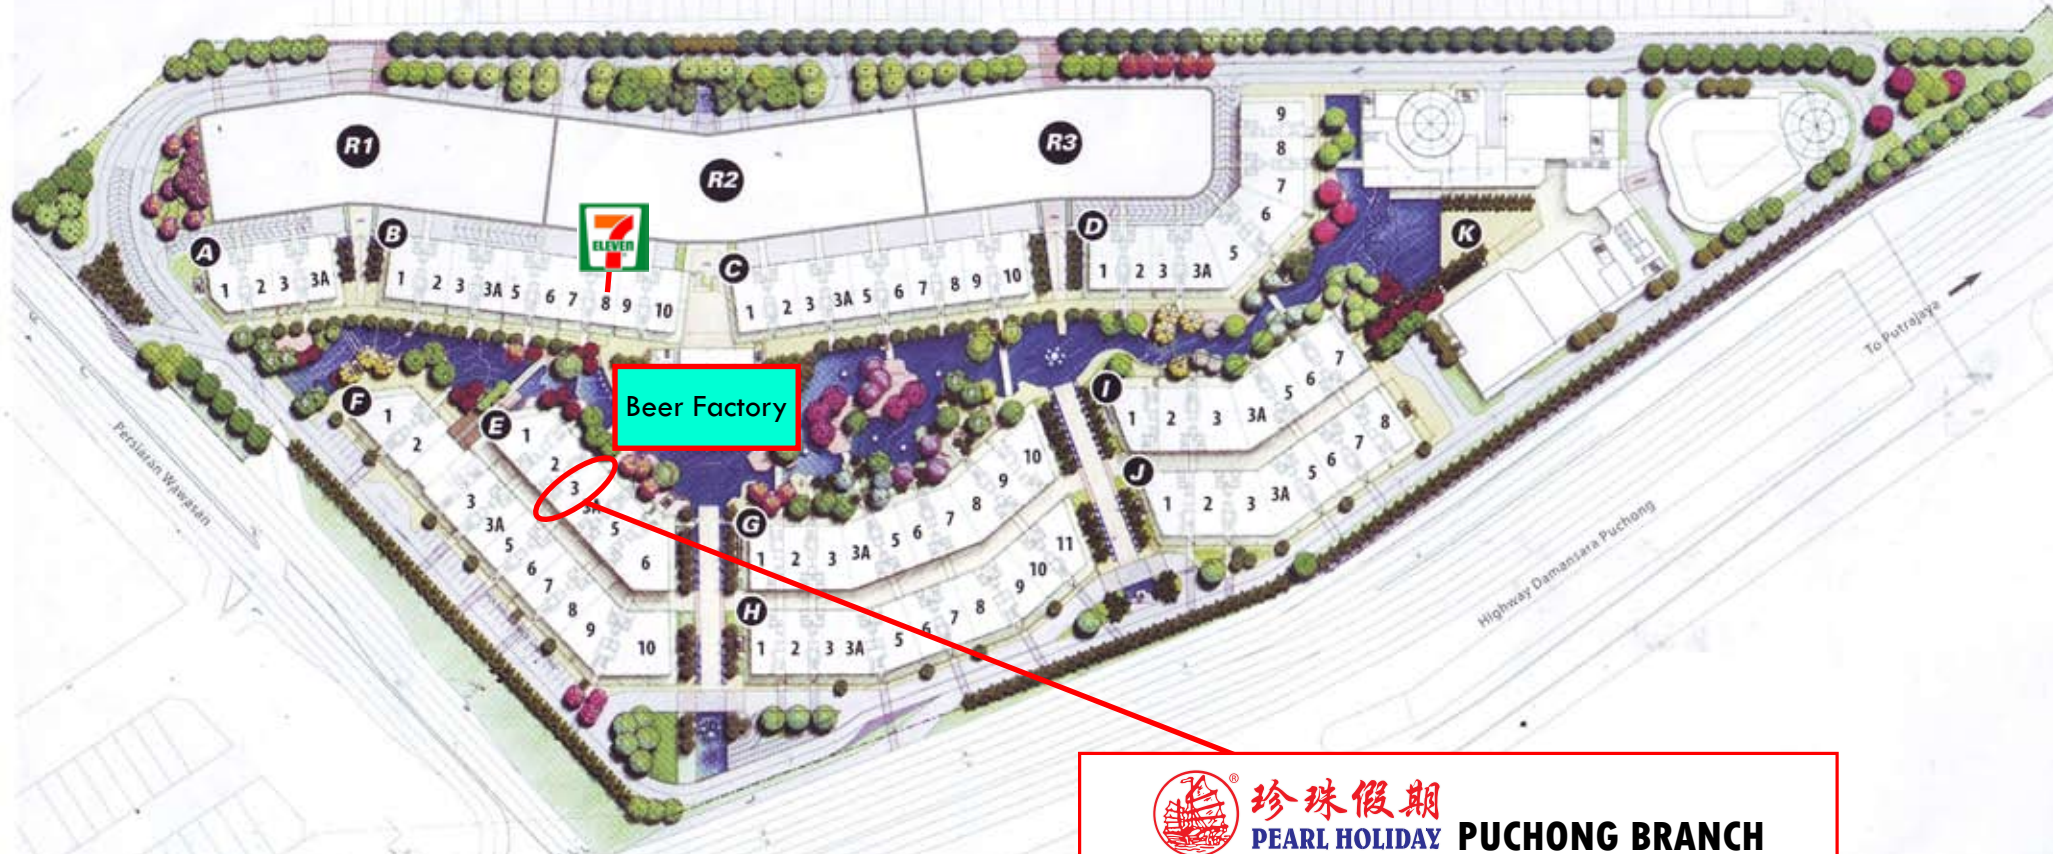 R1
R2
R3
9
8
7
6
5
7
ELEVEN
A
1 2 3 3A
B
1 2 3 3A 5 6 7 8 9 10
C
1 2 3 3A 5 6 7 8 9 10
D
1 2 3 3A
K
To Putrajaya
Beer Factory
F
1
2
3
3A
5
6
7
8
9
10
E
1
2
3
3A
5
6
I
1 2 3 3A 5 6 7
J
1 2 3 3A 5 6 7 8
G
1 2 3 3A 5 6 7 8 9 10
H
1 2 3 3A 5 6 7 8 9 10 11
Persiaran Wawasan
Highway Damansara Puchong
® 珍珠假期
PEARL HOLIDAY PUCHONG BRANCH